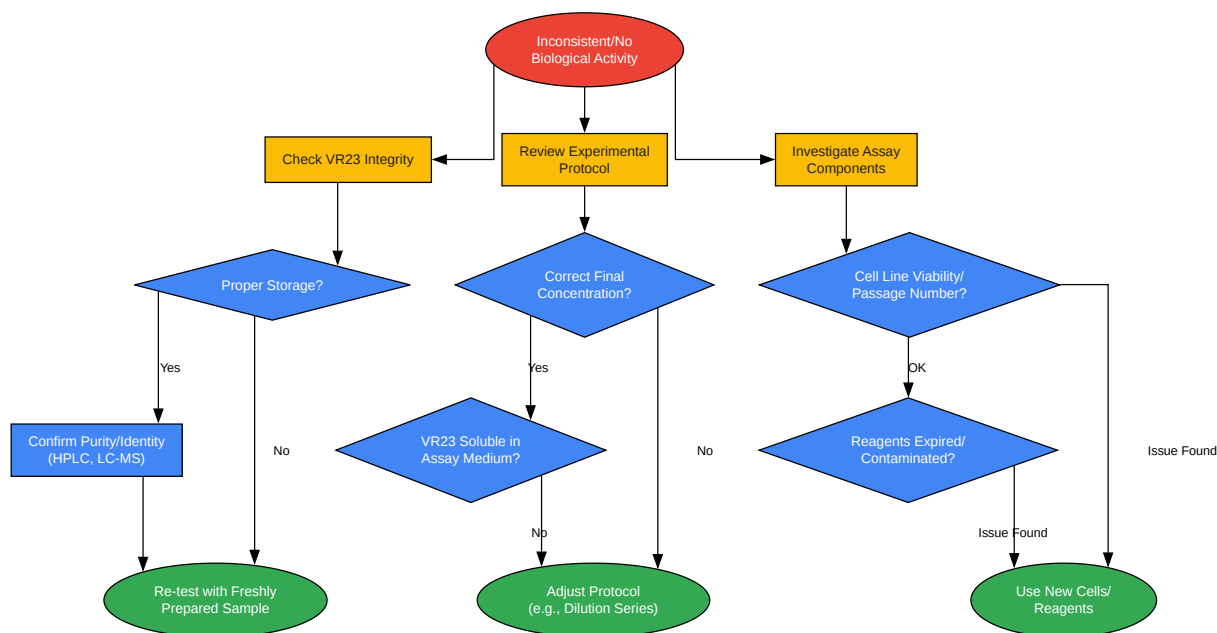 Inconsistent/No
Biological Activity
Check VR23 Integrity
Review Experimental
Protocol
Investigate Assay
Components
Proper Storage?
Correct Final
Concentration?
Cell Line Viability/
Passage Number?
Yes
Yes
OK
Confirm Purity/Identity
(HPLC, LC-MS)
No
VR23 Soluble in
Assay Medium?
No
Reagents Expired/
Contaminated?
Issue Found
No
Issue Found
Re-test with Freshly
Prepared Sample
Adjust Protocol
(e.g., Dilution Series)
Use New Cells/
Reagents